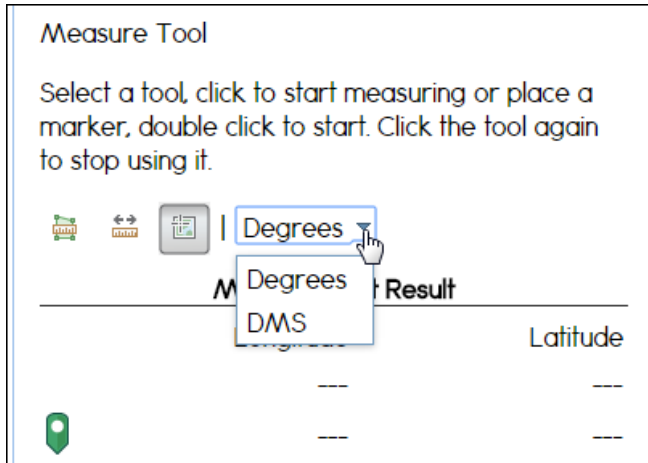 Measure Tool
Select a tool, click to start measuring or place a
marker, double click to start. Click the tool again
to stop using it.
| Degrees
Degrees
DMS
Result
Latitude
--- ---
--- ---